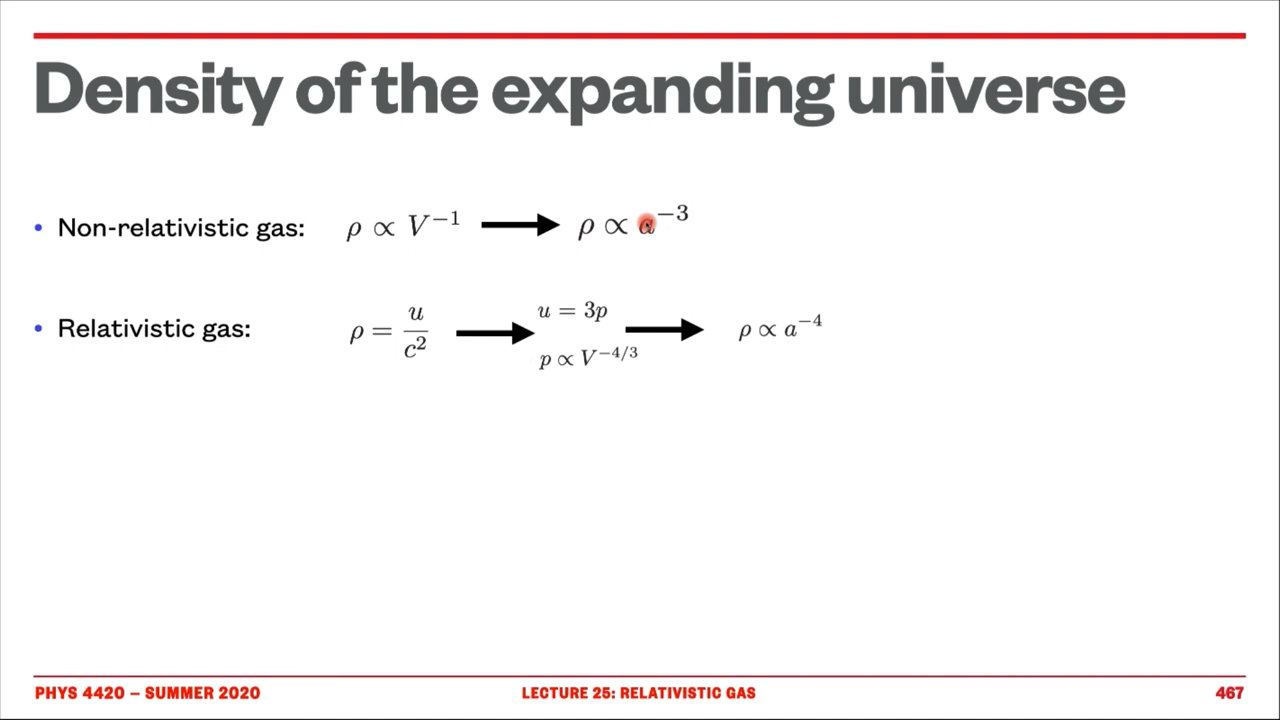 Density of the expanding universe
• Non-relativistic gas: ρ ∝ V⁻¹ → ρ ∝ a⁻³
• Relativistic gas: ρ = u/c² → u = 3p p ∝ V⁻⁴/³ → ρ ∝ a⁻⁴
PHYS 4420 – SUMMER 2020 LECTURE 25: RELATIVISTIC GAS 467